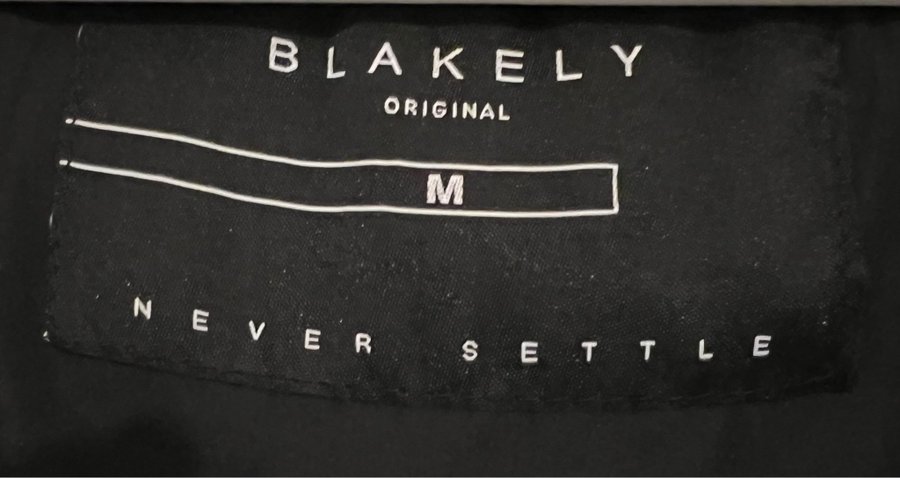 BLAKELY
ORIGINAL
M
NEVER SETTLE